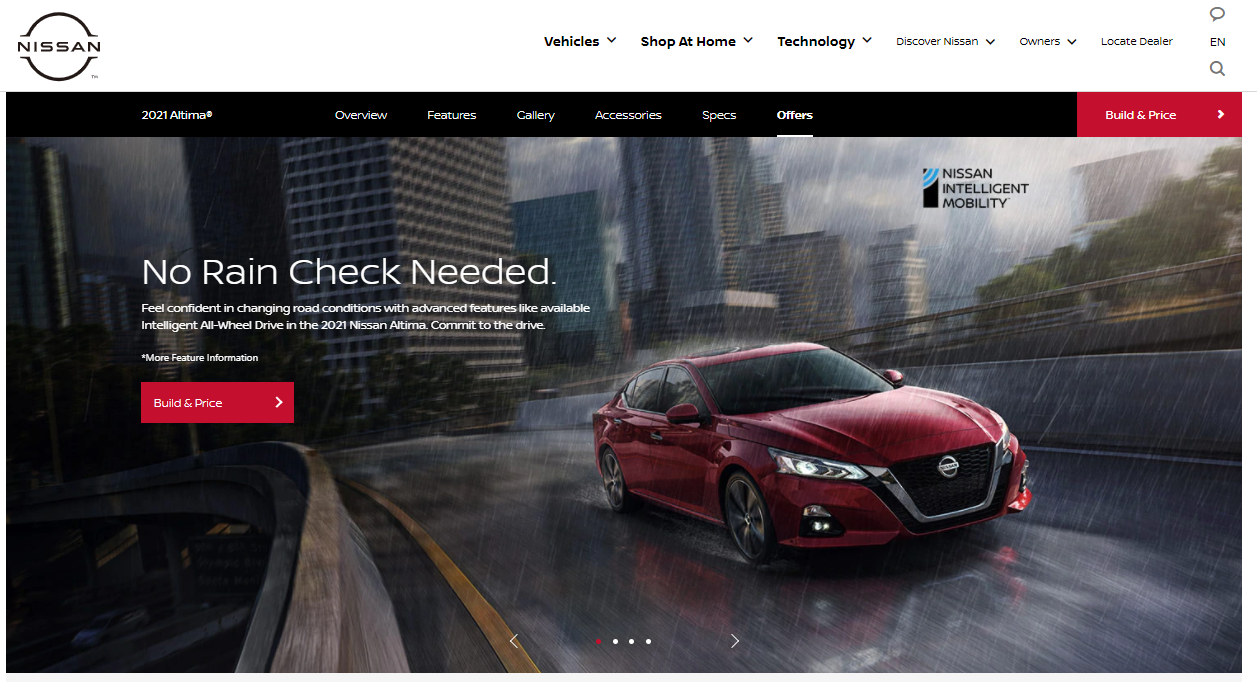 NISSAN
TM
Vehicles
Shop At Home
Technology
Discover Nissan
Owners
Locate Dealer
EN
2021 Altima®
Overview
Features
Gallery
Accessories
Specs
Offers
Build & Price
NISSAN
INTELLIGENT
MOBILITY
No Rain Check Needed.
Feel confident in changing road conditions with advanced features like available
Intelligent All-Wheel Drive in the 2021 Nissan Altima. Commit to the drive.
*More Feature Information
Build & Price
NISSAN